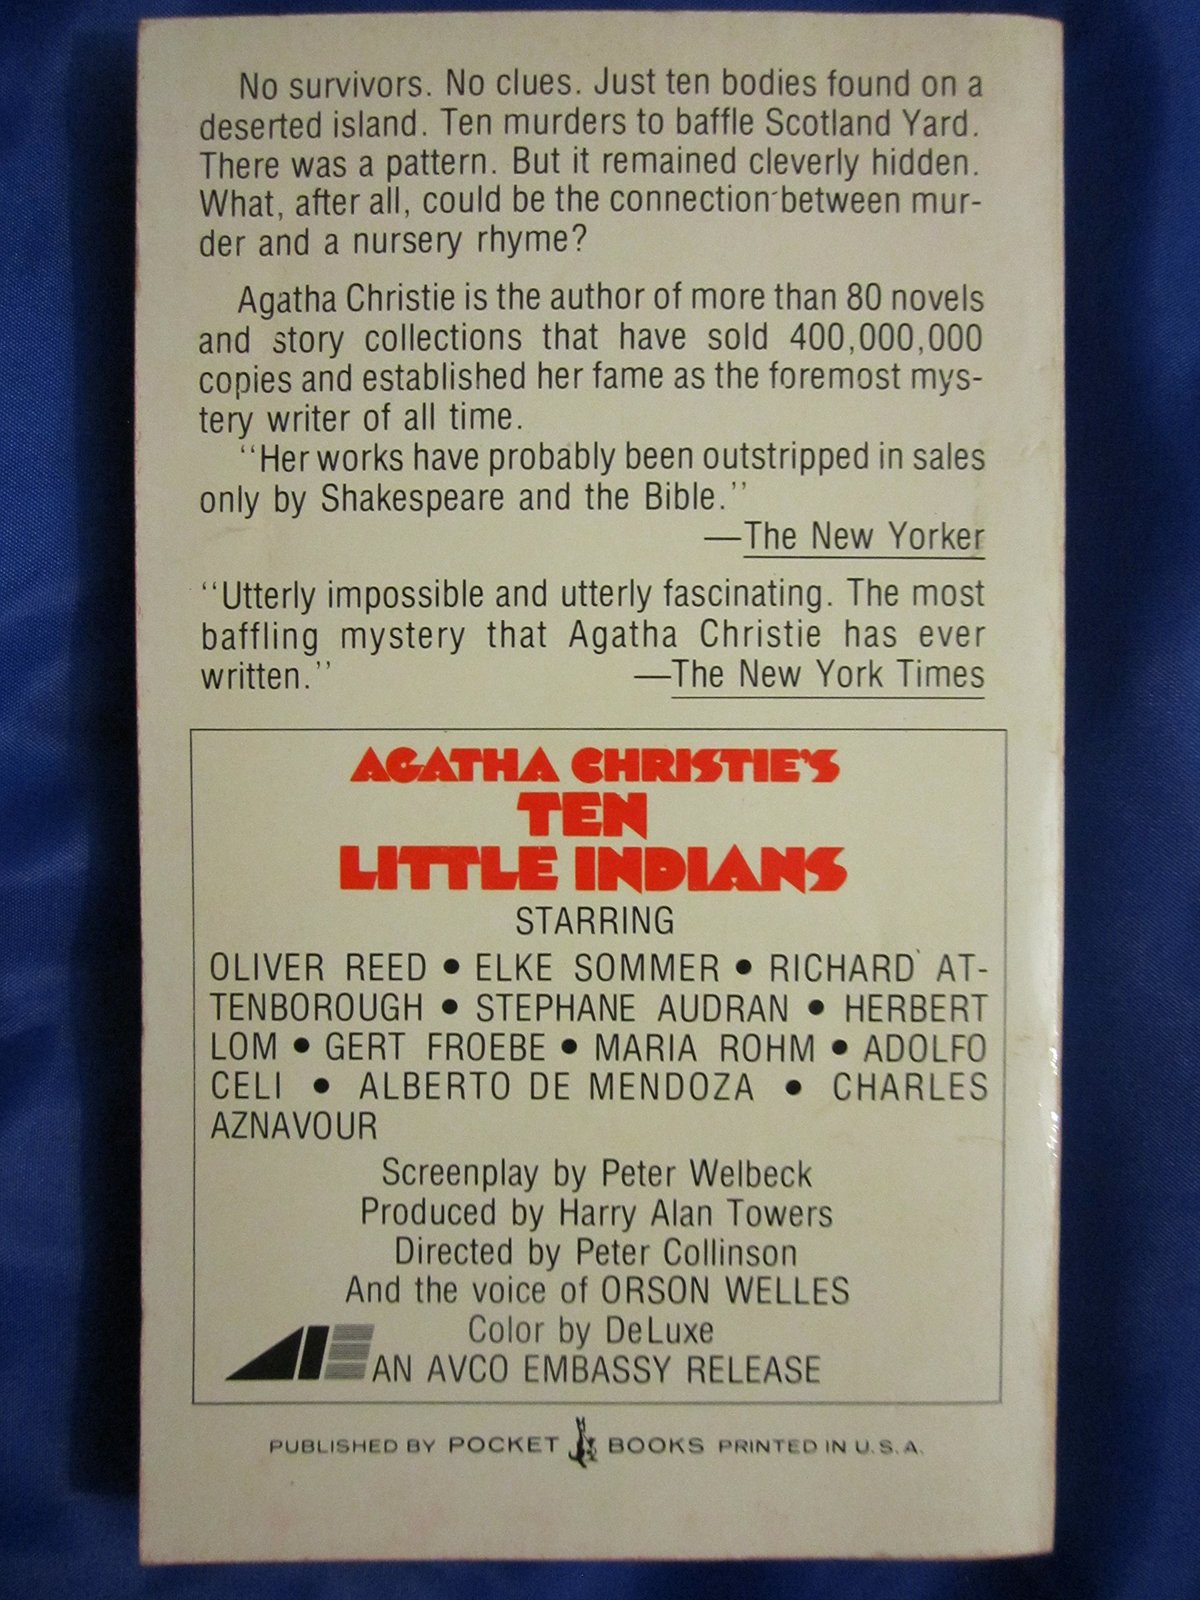 No survivors. No clues. Just ten bodies found on a
deserted island. Ten murders to baffle Scotland Yard.
There was a pattern. But it remained cleverly hidden.
What, after all, could be the connection between mur-
der and a nursery rhyme?
Agatha Christie is the author of more than 80 novels
and story collections that have sold 400,000,000
copies and established her fame as the foremost mys-
tery writer of all time.
"Her works have probably been outstripped in sales
only by Shakespeare and the Bible."
—The New Yorker
"Utterly impossible and utterly fascinating. The most
baffling mystery that Agatha Christie has ever
written." —The New York Times
AGATHA CHRISTIE'S
TEN
LITTLE INDIANS
STARRING
OLIVER REED • ELKE SOMMER • RICHARD AT-
TENBOROUGH • STEPHANE AUDRAN • HERBERT
LOM • GERT FROEBE • MARIA ROHM • ADOLFO
CELI • ALBERTO DE MENDOZA • CHARLES
AZNAVOUR
Screenplay by Peter Welbeck
Produced by Harry Alan Towers
Directed by Peter Collinson
And the voice of ORSON WELLES
Color by DeLuxe
AN AVCO EMBASSY RELEASE
PUBLISHED BY POCKET BOOKS PRINTED IN U.S.A.